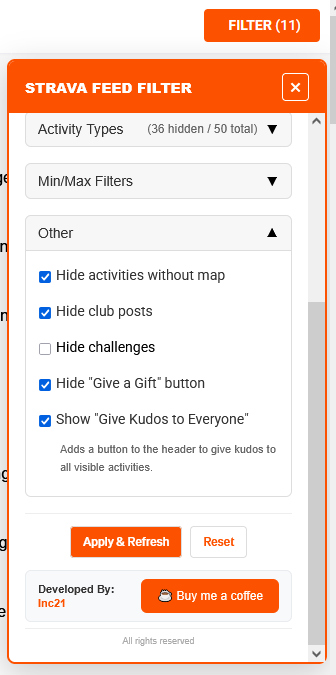 FILTER (11)
STRAVA FEED FILTER
Activity Types (36 hidden / 50 total) ▼
Min/Max Filters ▼
Other ▲
Hide activities without map
Hide club posts
Hide challenges
Hide "Give a Gift" button
Show "Give Kudos to Everyone"
Adds a button to the header to give kudos to
all visible activities.
Apply & Refresh Reset
Developed By:
Inc21
Buy me a coffee
All rights reserved